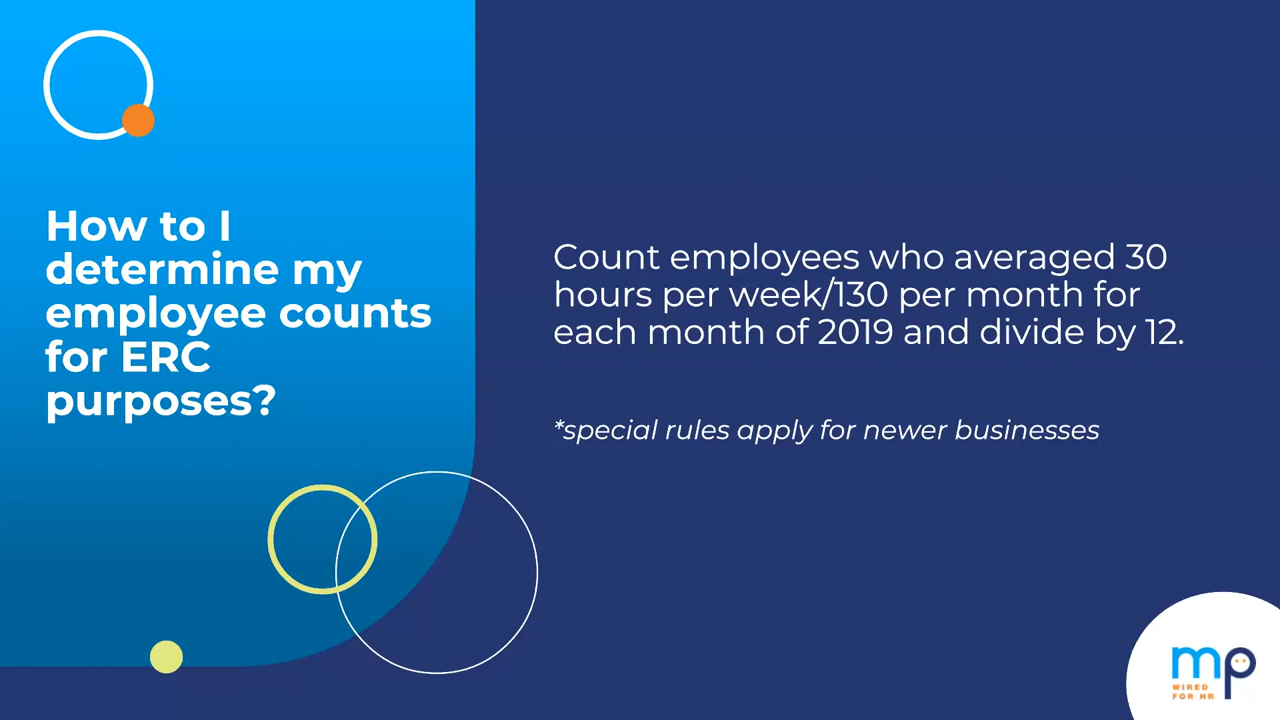 How to I
determine my
employee counts
for ERC
purposes?
Count employees who averaged 30
hours per week/130 per month for
each month of 2019 and divide by 12.
*special rules apply for newer businesses
mp
WIRED
FOR HR